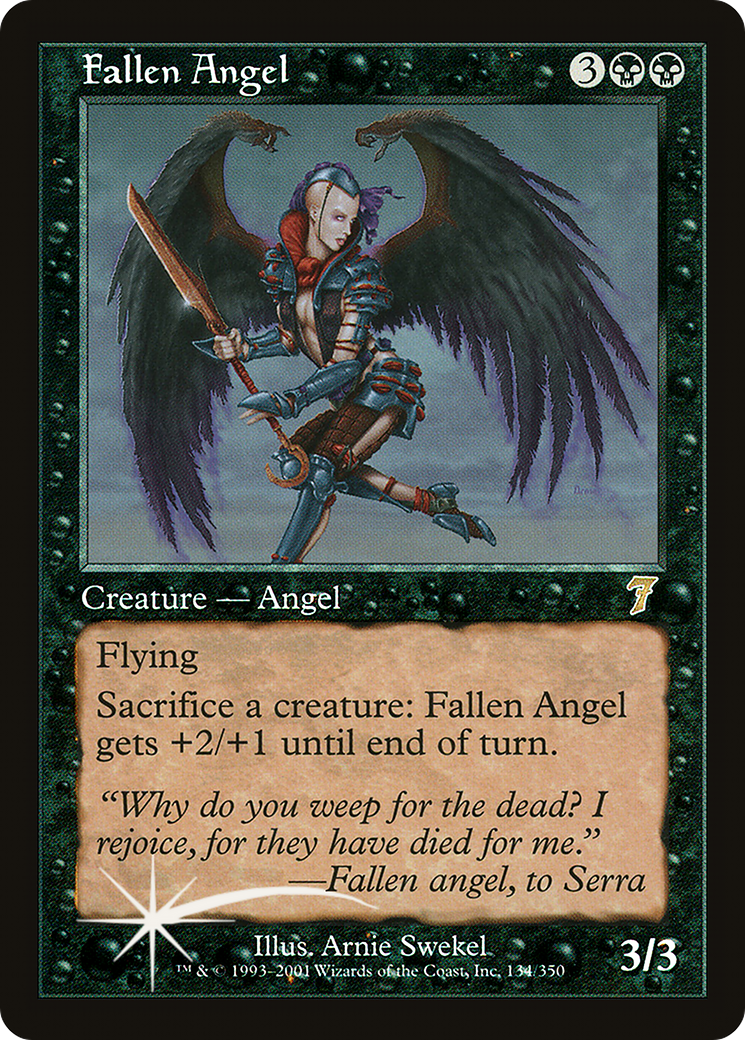 Fallen Angel 3
Creature — Angel 7
Flying
Sacrifice a creature: Fallen Angel
gets +2/+1 until end of turn.
“Why do you weep for the dead? I
rejoice, for they have died for me.”
—Fallen angel, to Serra
Illus. Arnie Swekel
3/3
™ & © 1993–2001 Wizards of the Coast, Inc. 134/350